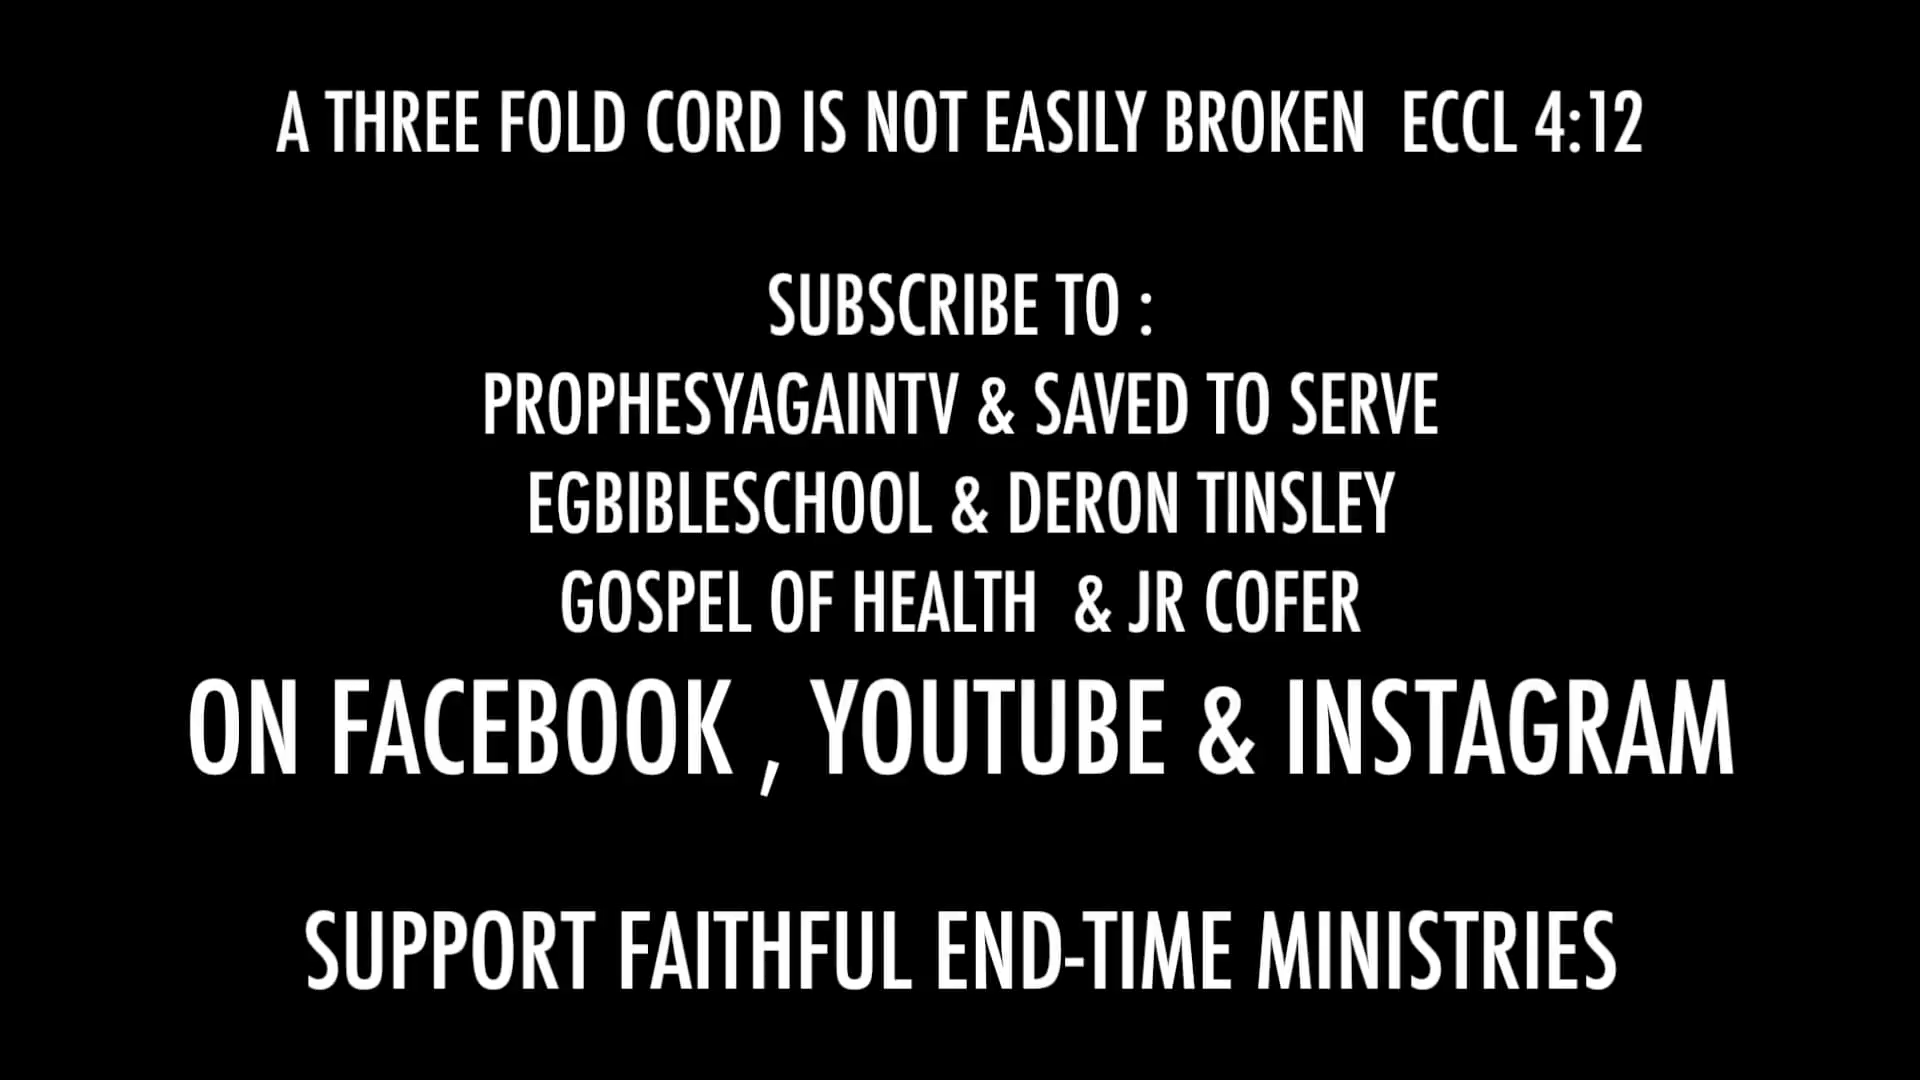 A THREE FOLD CORD IS NOT EASILY BROKEN  ECCL 4:12
SUBSCRIBE TO :
PROPHESYAGAINTV & SAVED TO SERVE
EGBIBLESCHOOL & DERON TINSLEY
GOSPEL OF HEALTH  & JR COFER
ON FACEBOOK , YOUTUBE & INSTAGRAM
SUPPORT FAITHFUL END-TIME MINISTRIES